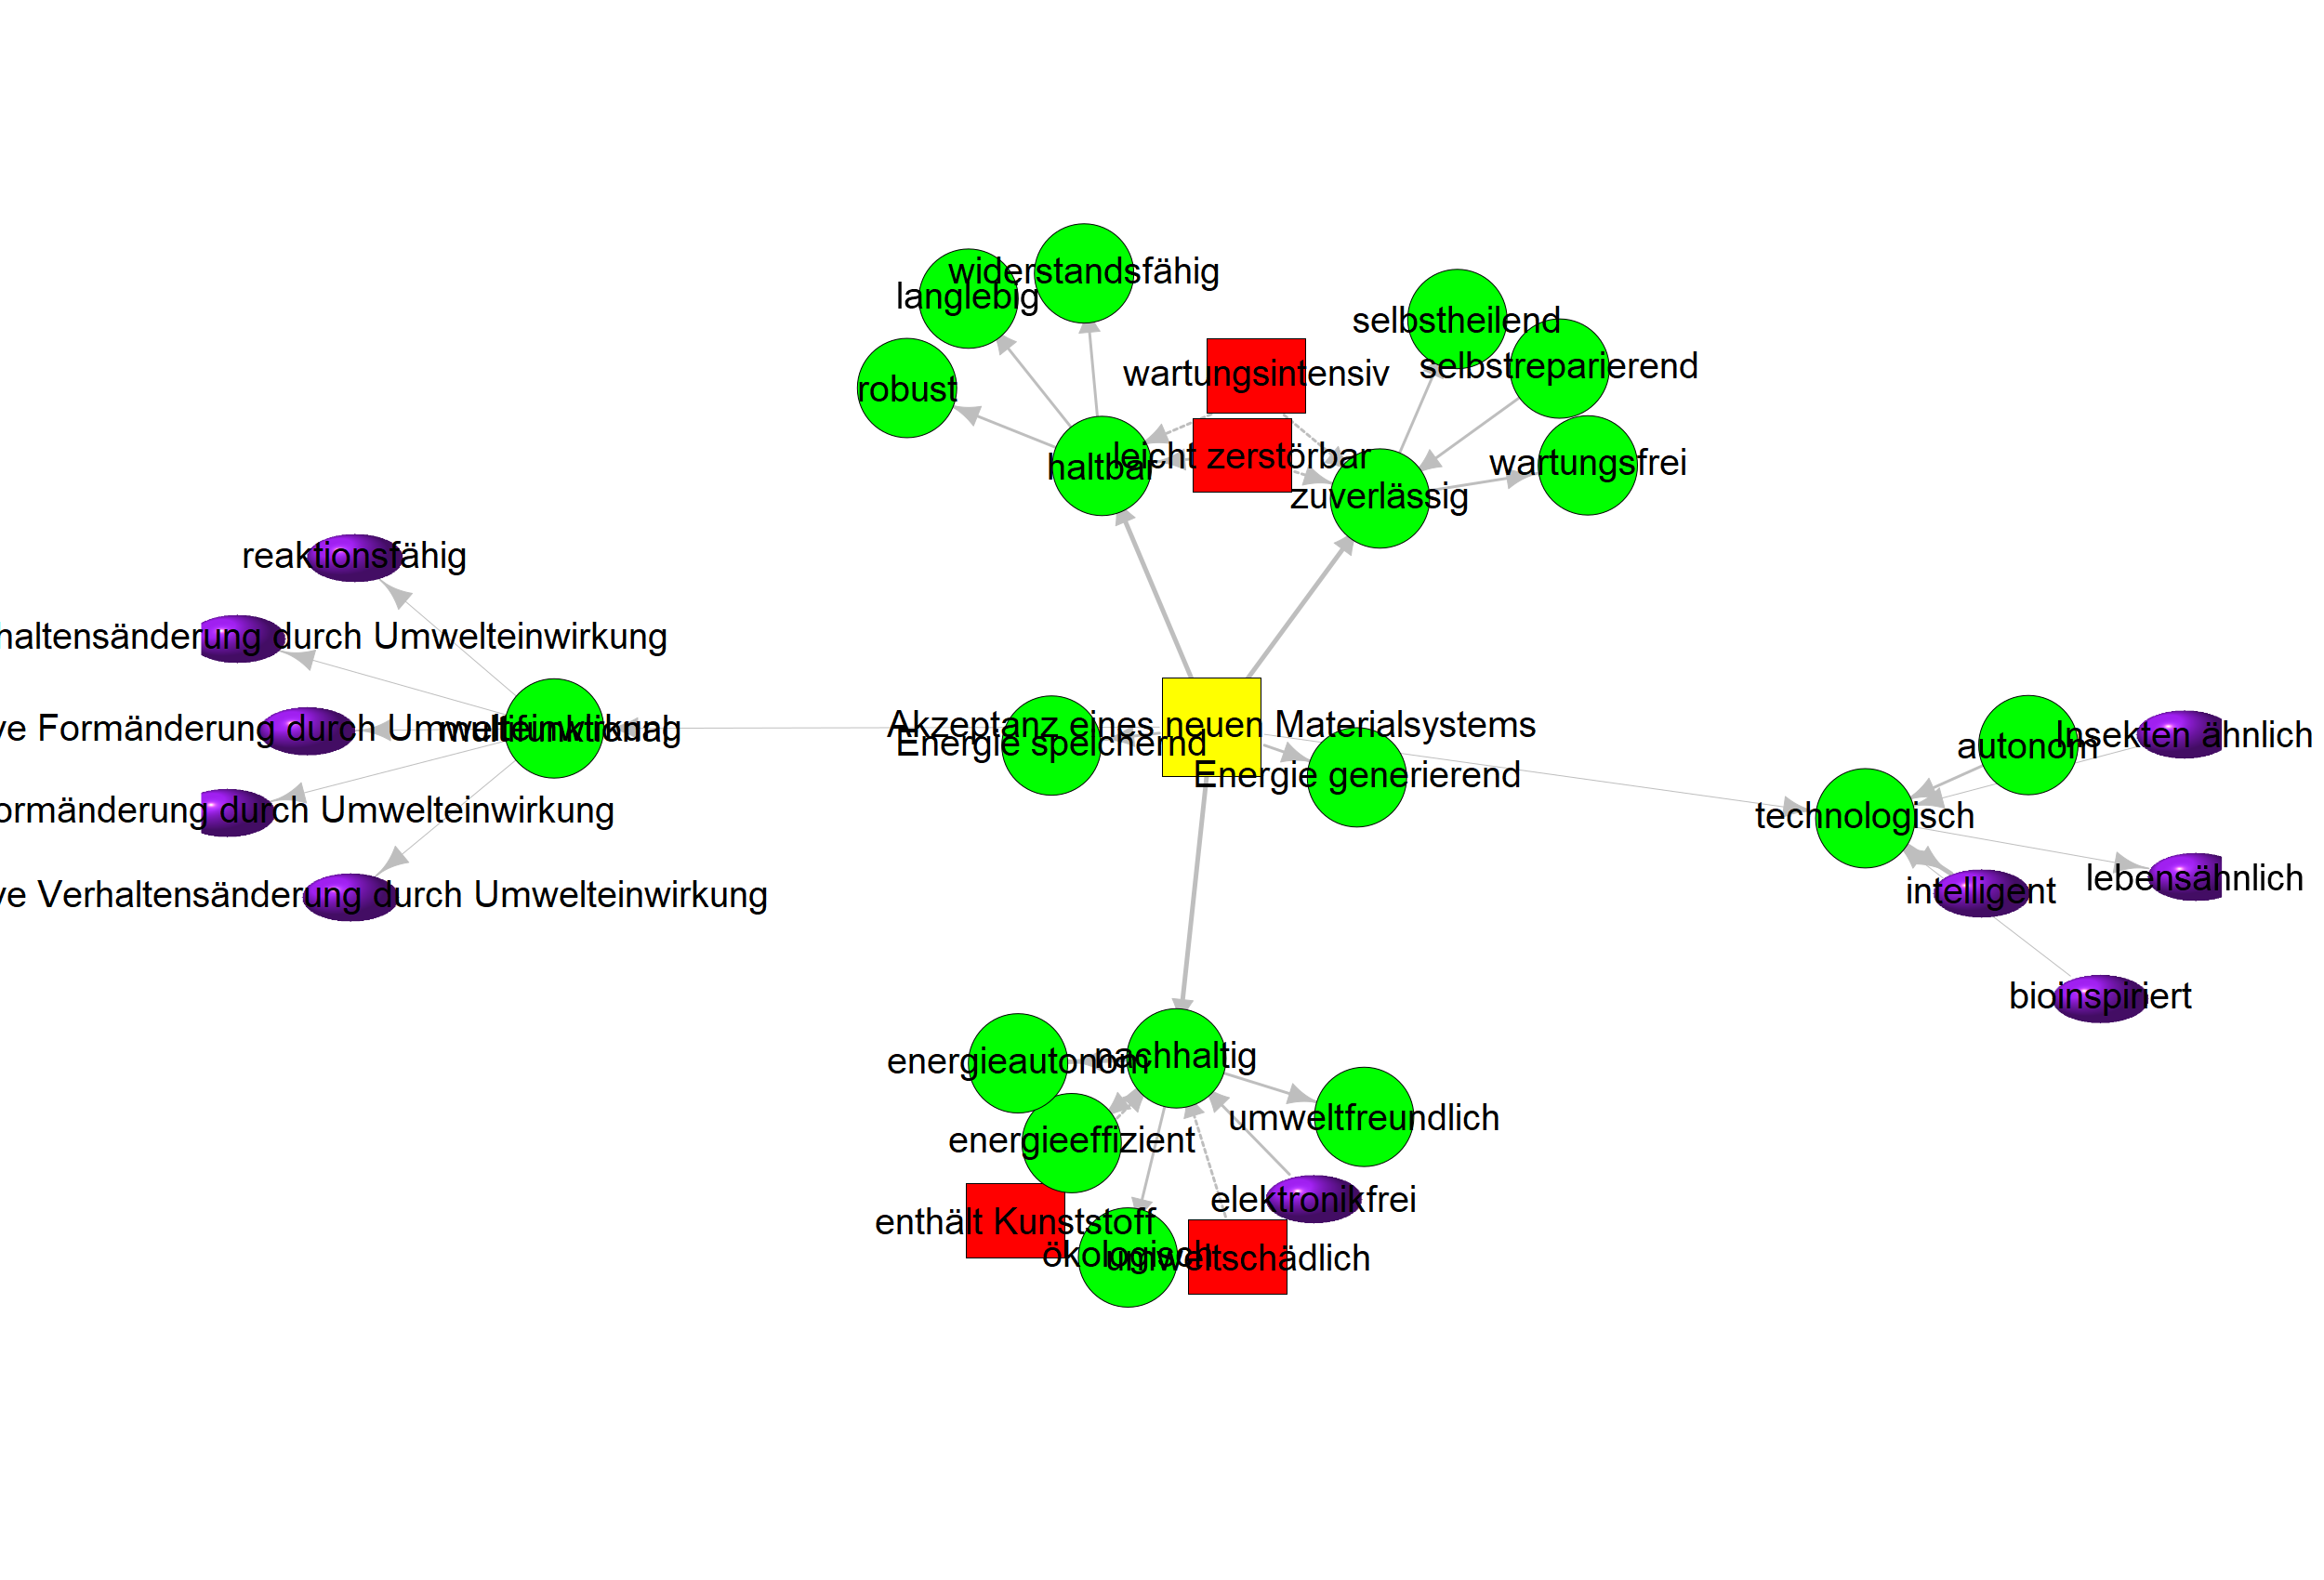 widerstandsfähig
langlebig
selbstheilend
wartungsintensiv
selbstreparierend
robust
leicht zerstörbar
haltbar
wartungsfrei
zuverlässig
reaktionsfähig
haltensänderung durch Umwelteinwirkung
Akzeptanz eines neuen Materialsystems
ve Formänderung durch Umwelteinwirkung
multifunktional
Energie speichernd
autonom
Insekten ähnlich
Energie generierend
ormänderung durch Umwelteinwirkung
technologisch
lebensähnlich
intelligent
ve Verhaltensänderung durch Umwelteinwirkung
bioinspiriert
nachhaltig
energieautonom
umweltfreundlich
energieeffizient
elektronikfrei
enthält Kunststoff
ökologisch
umweltschädlich